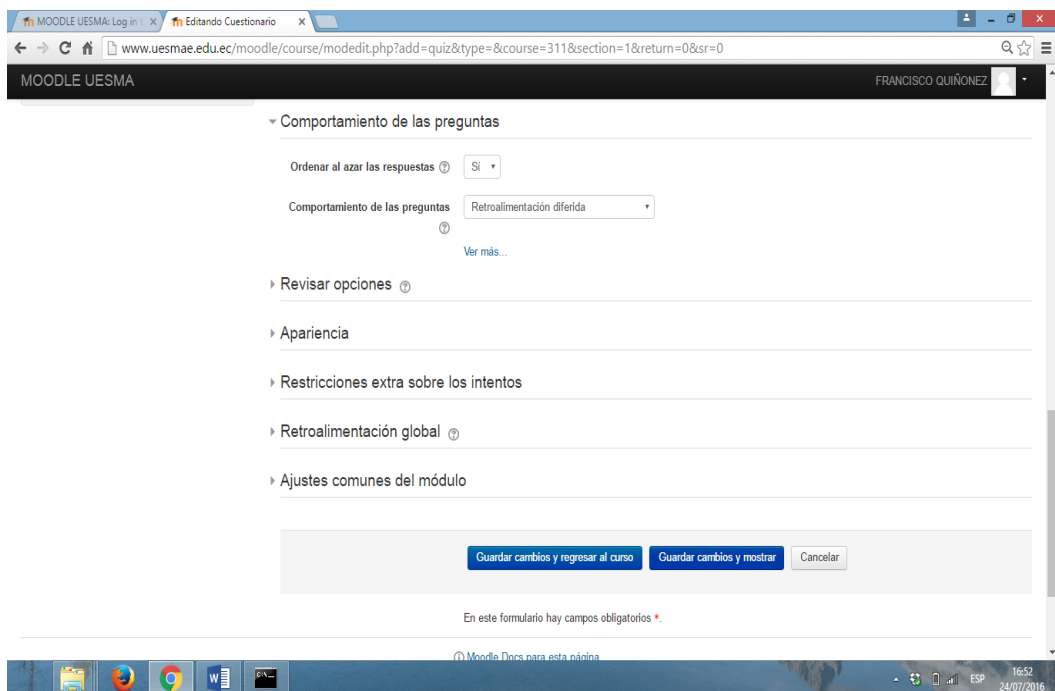 MOODLE UESMA: Log in t
Editando Cuestionario
www.uesmae.edu.ec/moodle/course/modedit.php?add=quiz&type=&course=311&section=1&return=0&sr=0
MOODLE UESMA
FRANCISCO QUIÑONEZ
Comportamiento de las preguntas
Ordenar al azar las respuestas
Sí
Comportamiento de las preguntas
Retroalimentación diferida
Ver más...
Revisar opciones
Apariencia
Restricciones extra sobre los intentos
Retroalimentación global
Ajustes comunes del módulo
Guardar cambios y regresar al curso Guardar cambios y mostrar Cancelar
En este formulario hay campos obligatorios *.
Moodle Docs para esta página
ESP
16:52
24/07/2016